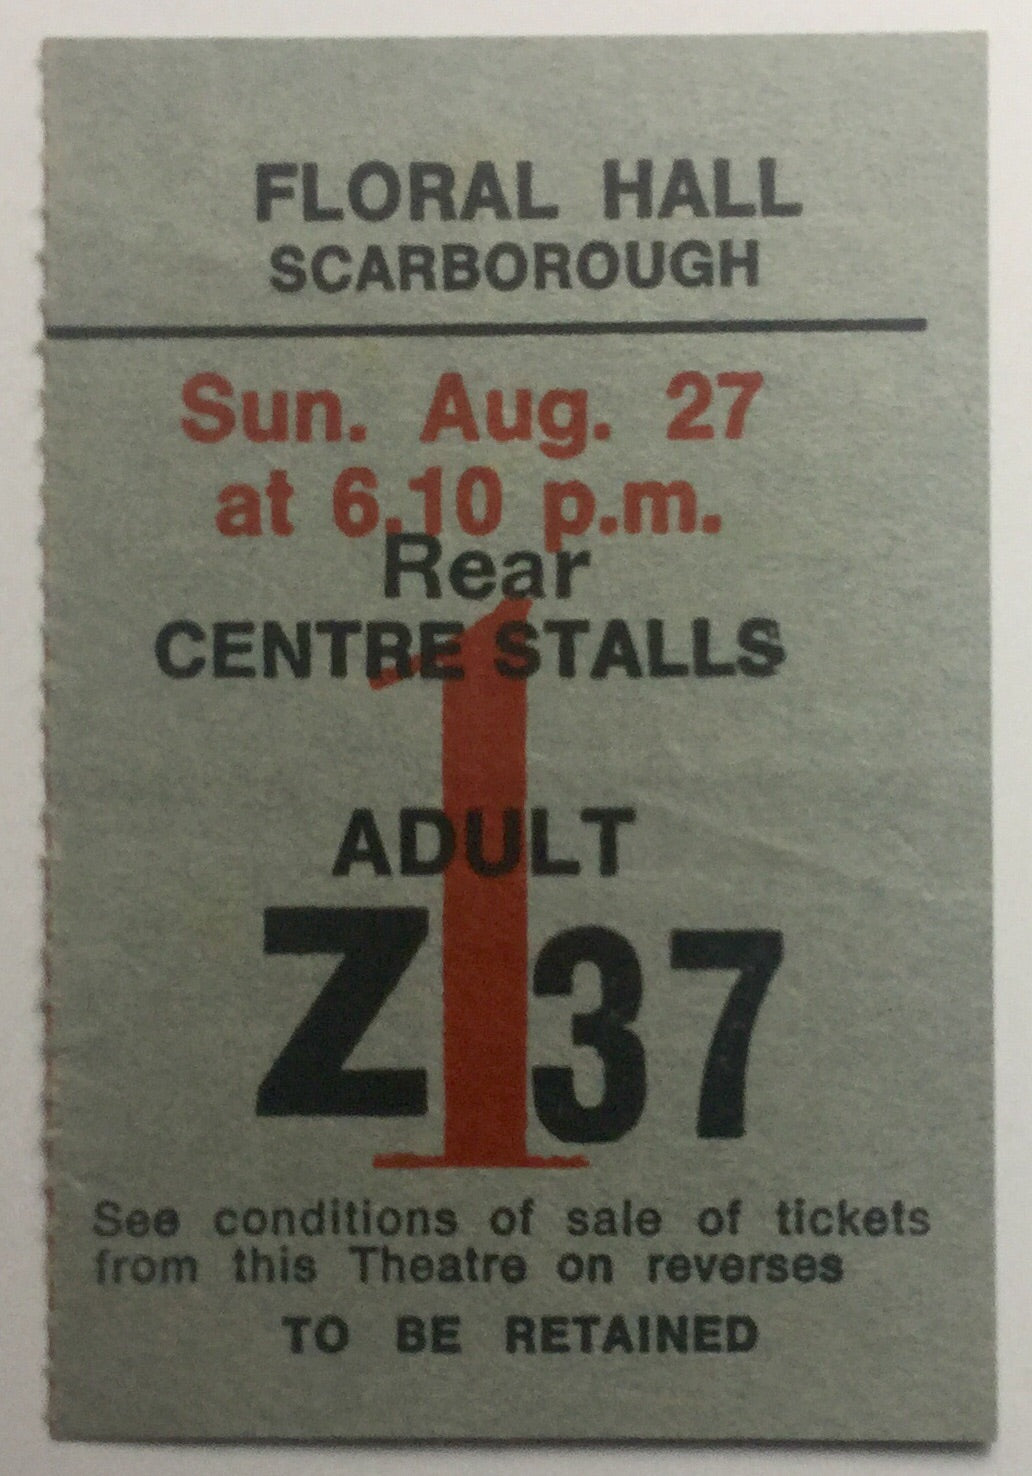 FLORAL HALL
SCARBOROUGH
Sun. Aug. 27
at 6.10 p.m.
Rear
CENTRE STALLS
1
ADULT
Z 37
See conditions of sale of tickets
from this Theatre on reverses
TO BE RETAINED